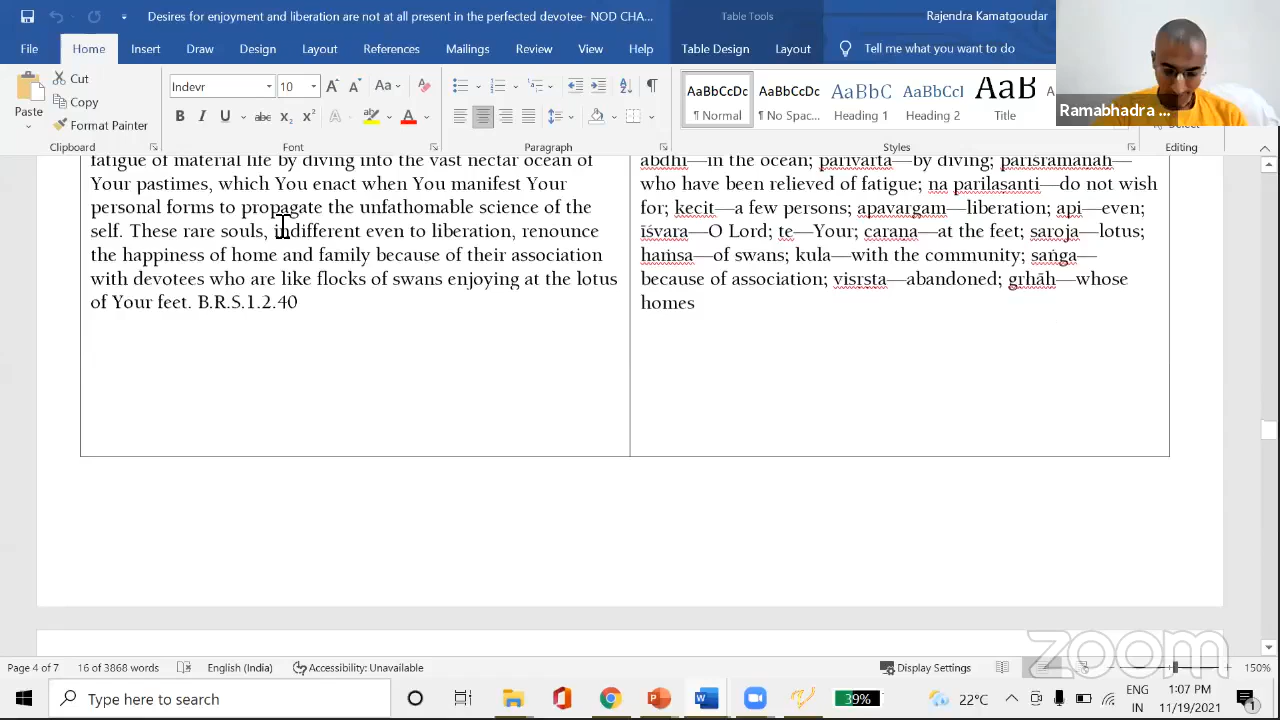 Desires for enjoyment and liberation are not at all present in the perfected devotee- NOD CHA...
Table Tools
Rajendra Kamatgoudar
File Home Insert Draw Design Layout References Mailings Review View Help Table Design Layout Tell me what you want to do
Cut
Copy
Format Painter
Paste
Clipboard
Indevr 10
Font
Paragraph
AaBbCcDc AaBbCcDc AaBbC AaBbCcl AaB
¶ Normal ¶ No Spac... Heading 1 Heading 2 Title
Styles
Select
Editing
Ramabhadra ...
fatigue of material life by diving into the vast nectar ocean of
Your pastimes, which You enact when You manifest Your
personal forms to propagate the unfathomable science of the
self. These rare souls, indifferent even to liberation, renounce
the happiness of home and family because of their association
with devotees who are like flocks of swans enjoying at the lotus
of Your feet. B.R.S.1.2.40
abdhi—in the ocean; parivarta—by diving; pariśramaṇāḥ—
who have been relieved of fatigue; na parilaṣanti—do not wish
for; kecit—a few persons; apavargam—liberation; api—even;
īśvara—O Lord; te—Your; caraṇa—at the feet; saroja—lotus;
haṁsa—of swans; kula—with the community; saṅga—
because of association; visṛṣṭa—abandoned; gṛhāḥ—whose
homes
zoom
Page 4 of 7 16 of 3868 words English (India) Accessibility: Unavailable Display Settings 150%
Type here to search
39%
22°C
ENG
IN
1:07 PM
11/19/2021
1